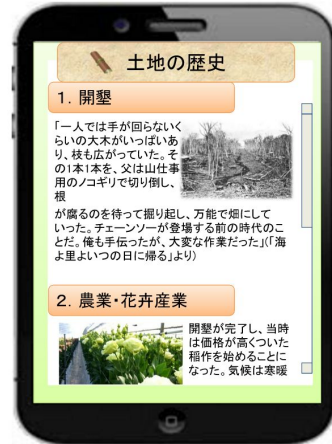 土地の歴史
1. 開墾
「一人では手が回らないく
らいの大木がいっぱいあ
り、枝も広がっていた。そ
の1本1本を、父は山仕事
用のノコギリで切り倒し、
根
が腐るのを待って掘り起し、万能で畑にして
いった。チェーンソーが登場する前の時代のこ
とだ。俺も手伝ったが、大変な作業だった」(「海
よ里よいつの日に帰る」より)
2. 農業・花卉産業
開墾が完了し、当時
は価格が高くついた
稲作を始めることに
なった。気候は寒暖